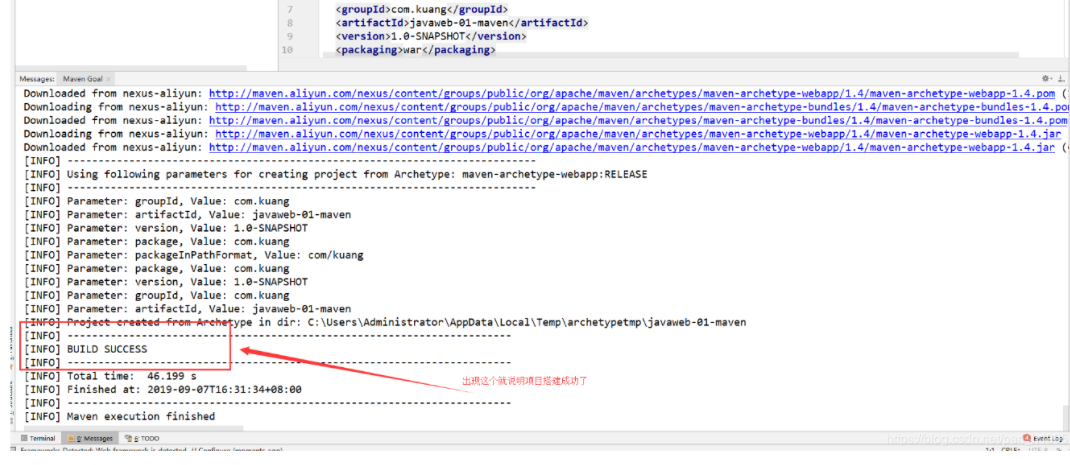 7 <groupId>com.kuang</groupId>
8 <artifactId>javaweb-01-maven</artifactId>
9 <version>1.0-SNAPSHOT</version>
10 <packaging>war</packaging>
Messages: Maven Goal
Downloaded from nexus-aliyun: http://maven.aliyun.com/nexus/content/groups/public/org/apache/maven/archetypes/maven-archetype-webapp/1.4/maven-archetype-webapp-1.4.pom (
Downloading from nexus-aliyun: http://maven.aliyun.com/nexus/content/groups/public/org/apache/maven/archetypes/maven-archetype-bundles/1.4/maven-archetype-bundles-1.4.po
Downloaded from nexus-aliyun: http://maven.aliyun.com/nexus/content/groups/public/org/apache/maven/archetypes/maven-archetype-bundles/1.4/maven-archetype-bundles-1.4.pom
Downloading from nexus-aliyun: http://maven.aliyun.com/nexus/content/groups/public/org/apache/maven/archetypes/maven-archetype-webapp/1.4/maven-archetype-webapp-1.4.jar
Downloaded from nexus-aliyun: http://maven.aliyun.com/nexus/content/groups/public/org/apache/maven/archetypes/maven-archetype-webapp/1.4/maven-archetype-webapp-1.4.jar (
[INFO] ----------------------------------------------------------------------------
[INFO] Using following parameters for creating project from Archetype: maven-archetype-webapp:RELEASE
[INFO] ----------------------------------------------------------------------------
[INFO] Parameter: groupId, Value: com.kuang
[INFO] Parameter: artifactId, Value: javaweb-01-maven
[INFO] Parameter: version, Value: 1.0-SNAPSHOT
[INFO] Parameter: package, Value: com.kuang
[INFO] Parameter: packageInPathFormat, Value: com/kuang
[INFO] Parameter: package, Value: com.kuang
[INFO] Parameter: version, Value: 1.0-SNAPSHOT
[INFO] Parameter: groupId, Value: com.kuang
[INFO] Parameter: artifactId, Value: javaweb-01-maven
[INFO] Project created from Archetype in dir: C:\Users\Administrator\AppData\Local\Temp\archetypetmp\javaweb-01-maven
[INFO] ------------------------------------------------------------------------
[INFO] BUILD SUCCESS
[INFO] ------------------------------------------------------------------------
[INFO] Total time:  46.199 s
出现这个就说明项目搭建成功了
[INFO] Finished at: 2019-09-07T16:31:34+08:00
[INFO] ------------------------------------------------------------------------
[INFO] Maven execution finished
Terminal 0: Messages 6: TODO Event Log
Frameworks Detected: Web framework is detected. // Configure (moments ago)